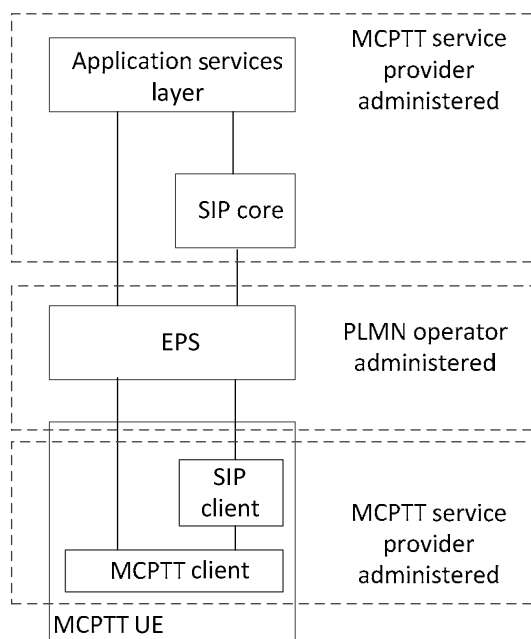 MCPTT service
provider
administered
Application services
layer
SIP core
EPS
PLMN operator
administered
SIP
client
MCPTT service
provider
administered
MCPTT client
MCPTT UE